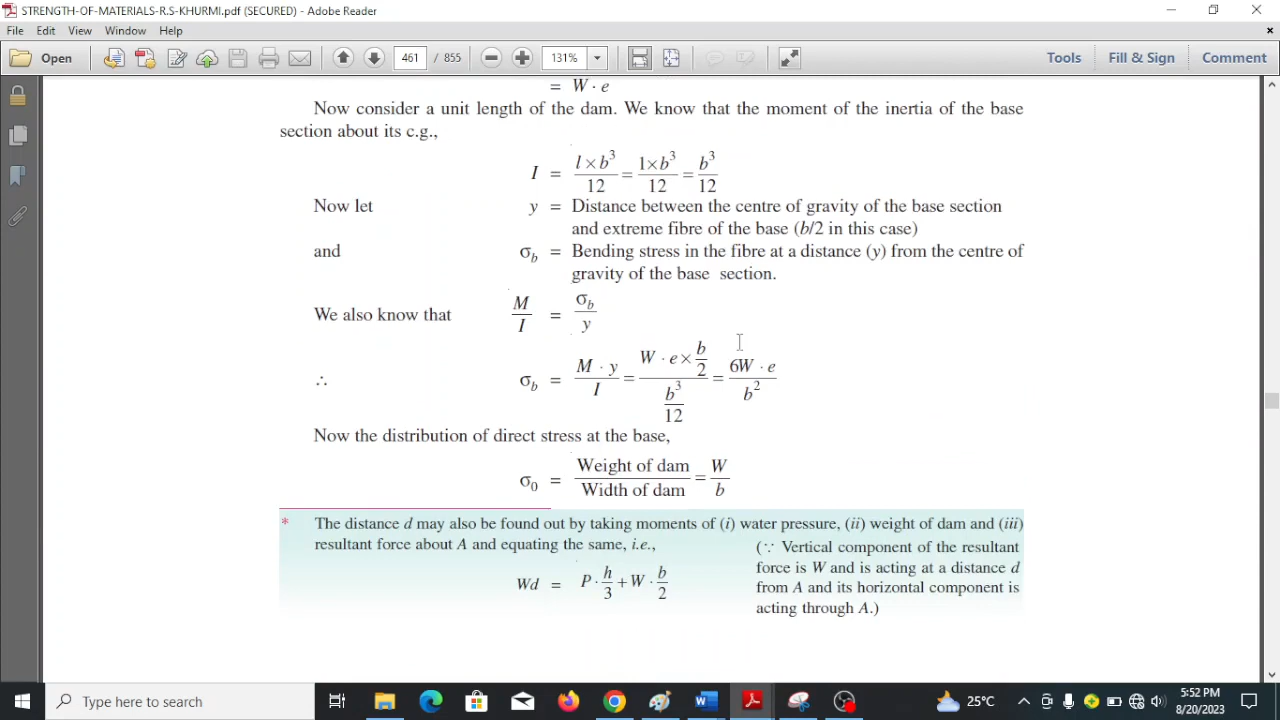 STRENGTH-OF-MATERIALS-R.S-KHURMI.pdf (SECURED) - Adobe Reader
File Edit View Window Help
Open 461 / 855 131% Tools Fill & Sign Comment
= W · e
Now consider a unit length of the dam. We know that the moment of the inertia of the base
section about its c.g.,
I = l × b³/12 = 1 × b³/12 = b³/12
Now let y = Distance between the centre of gravity of the base section
and extreme fibre of the base (b/2 in this case)
and σb = Bending stress in the fibre at a distance (y) from the centre of
gravity of the base section.
We also know that M/I = σb/y
∴ σb = M · y/I = (W · e × b/2)/(b³/12) = 6W · e/b²
Now the distribution of direct stress at the base,
σ0 = Weight of dam/Width of dam = W/b
* The distance d may also be found out by taking moments of (i) water pressure, (ii) weight of dam and (iii)
resultant force about A and equating the same, i.e.,
Wd = P · h/3 + W · b/2
(∵ Vertical component of the resultant
force is W and is acting at a distance d
from A and its horizontal component is
acting through A.)
Type here to search 25°C 5:52 PM
8/20/2023